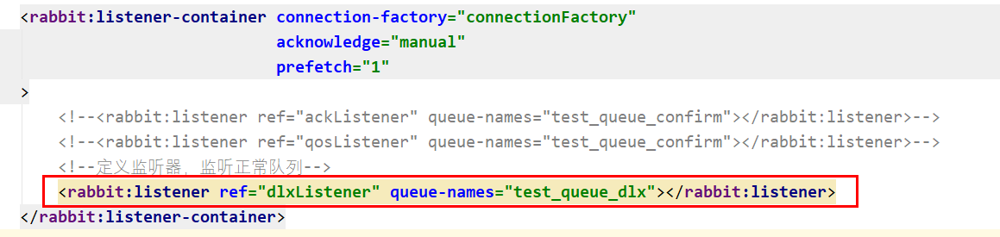 <rabbit:listener-container connection-factory="connectionFactory"
acknowledge="manual"
prefetch="1"
>
<!--<rabbit:listener ref="ackListener" queue-names="test_queue_confirm"></rabbit:listener>-->
<!--<rabbit:listener ref="qosListener" queue-names="test_queue_confirm"></rabbit:listener>-->
<!--定义监听器，监听正常队列-->
<rabbit:listener ref="dlxListener" queue-names="test_queue_dlx"></rabbit:listener>
</rabbit:listener-container>